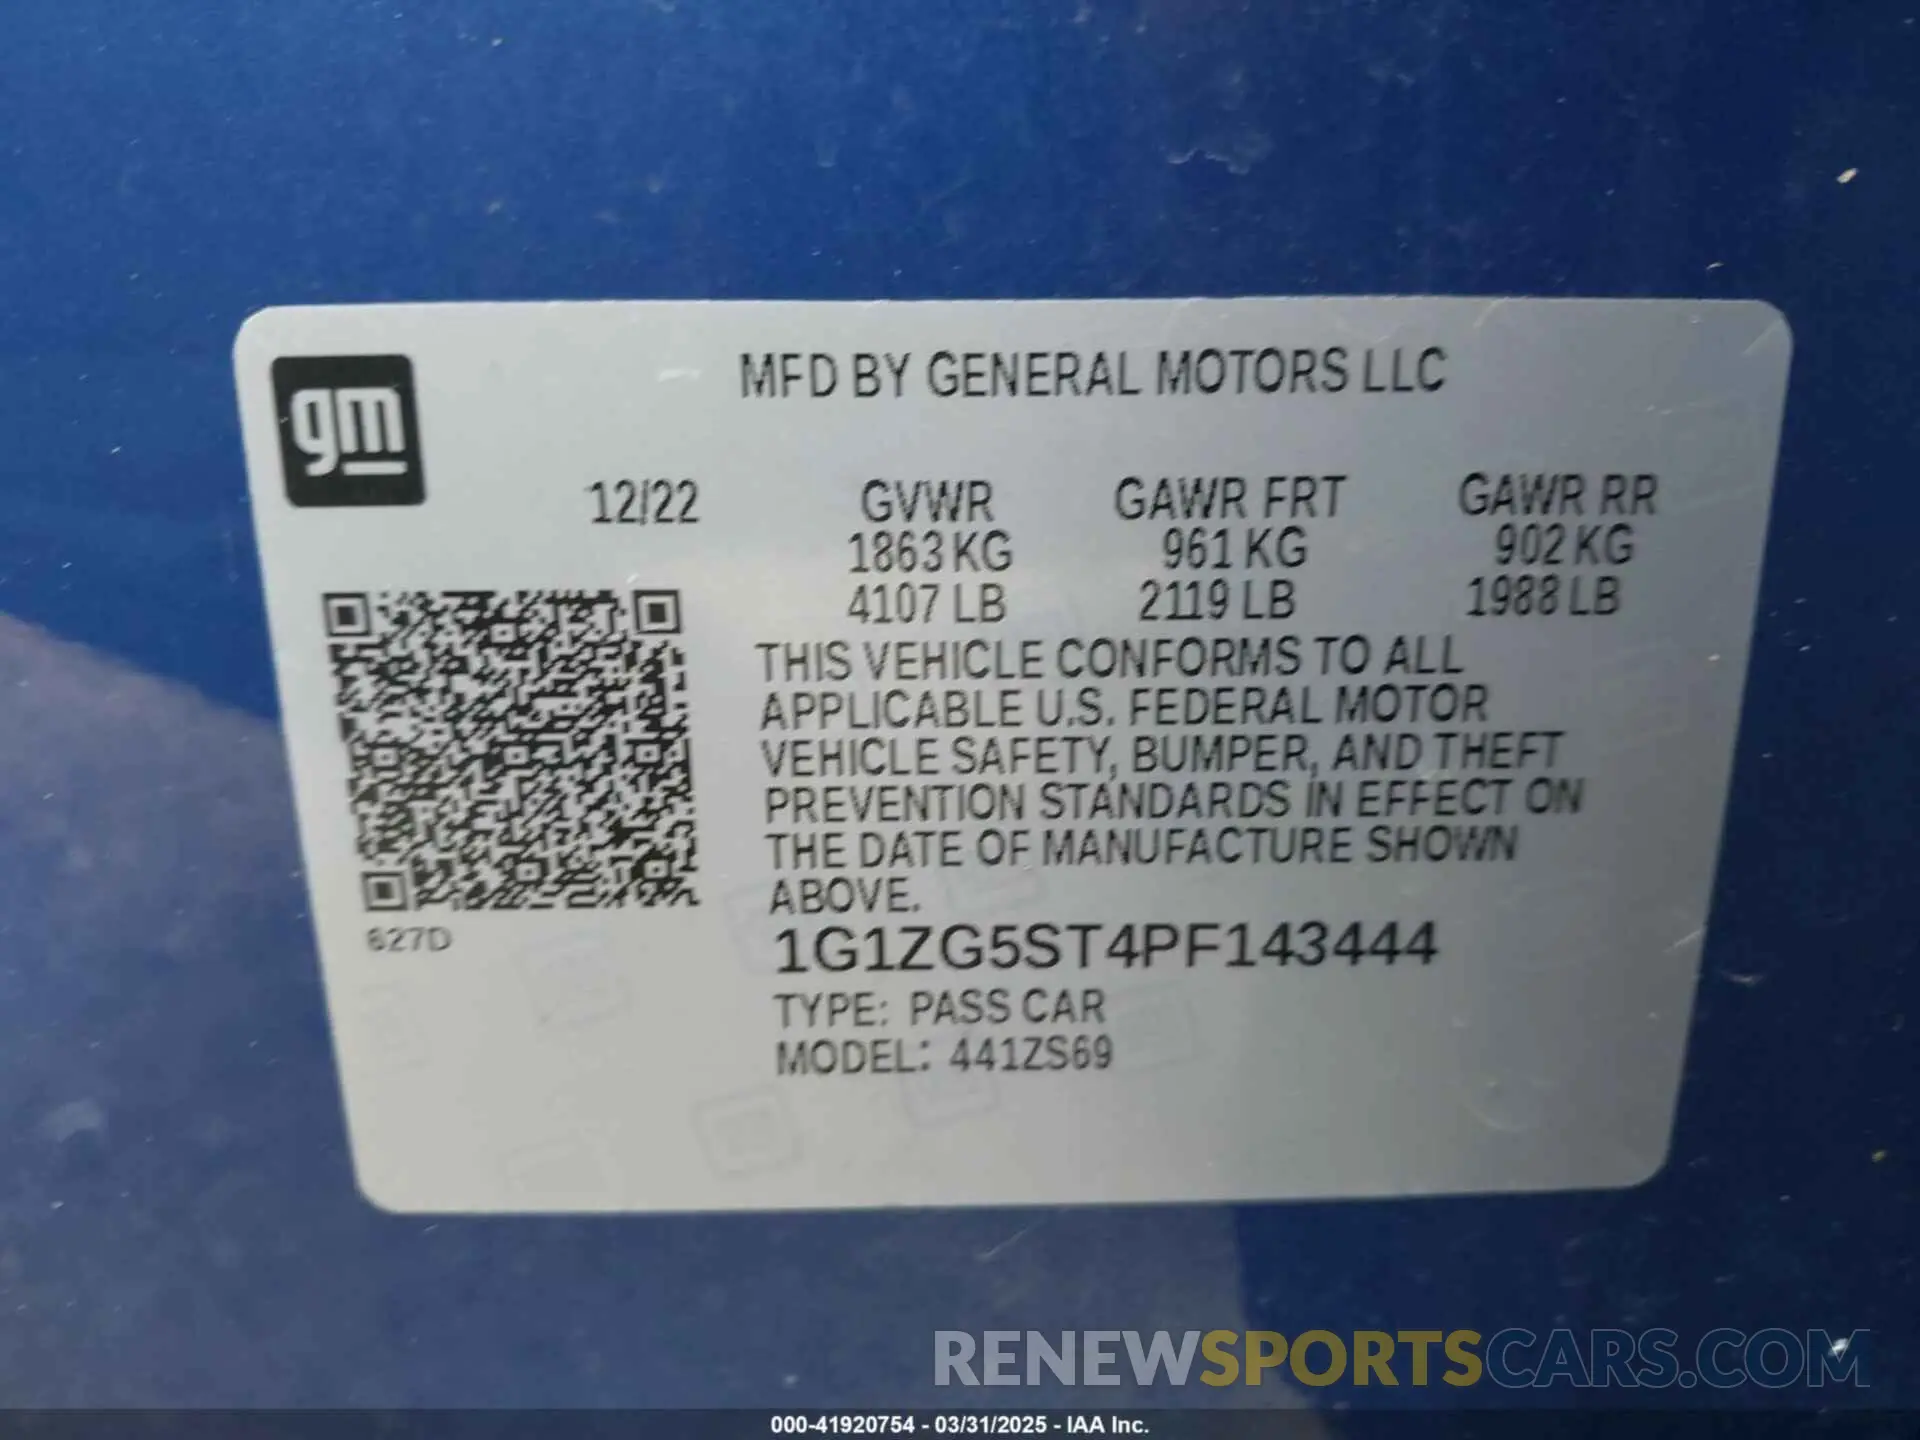 gm
MFD BY GENERAL MOTORS LLC
12/22 GVWR GAWR FRT GAWR RR
1863 KG 961 KG 902 KG
4107 LB 2119 LB 1988 LB
THIS VEHICLE CONFORMS TO ALL
APPLICABLE U.S. FEDERAL MOTOR
VEHICLE SAFETY, BUMPER, AND THEFT
PREVENTION STANDARDS IN EFFECT ON
THE DATE OF MANUFACTURE SHOWN
ABOVE.
627D
1G1ZG5ST4PF143444
TYPE: PASS CAR
MODEL: 441ZS69
RENEWSPORTSCARS.COM
000-41920754 - 03/31/2025 - IAA Inc.